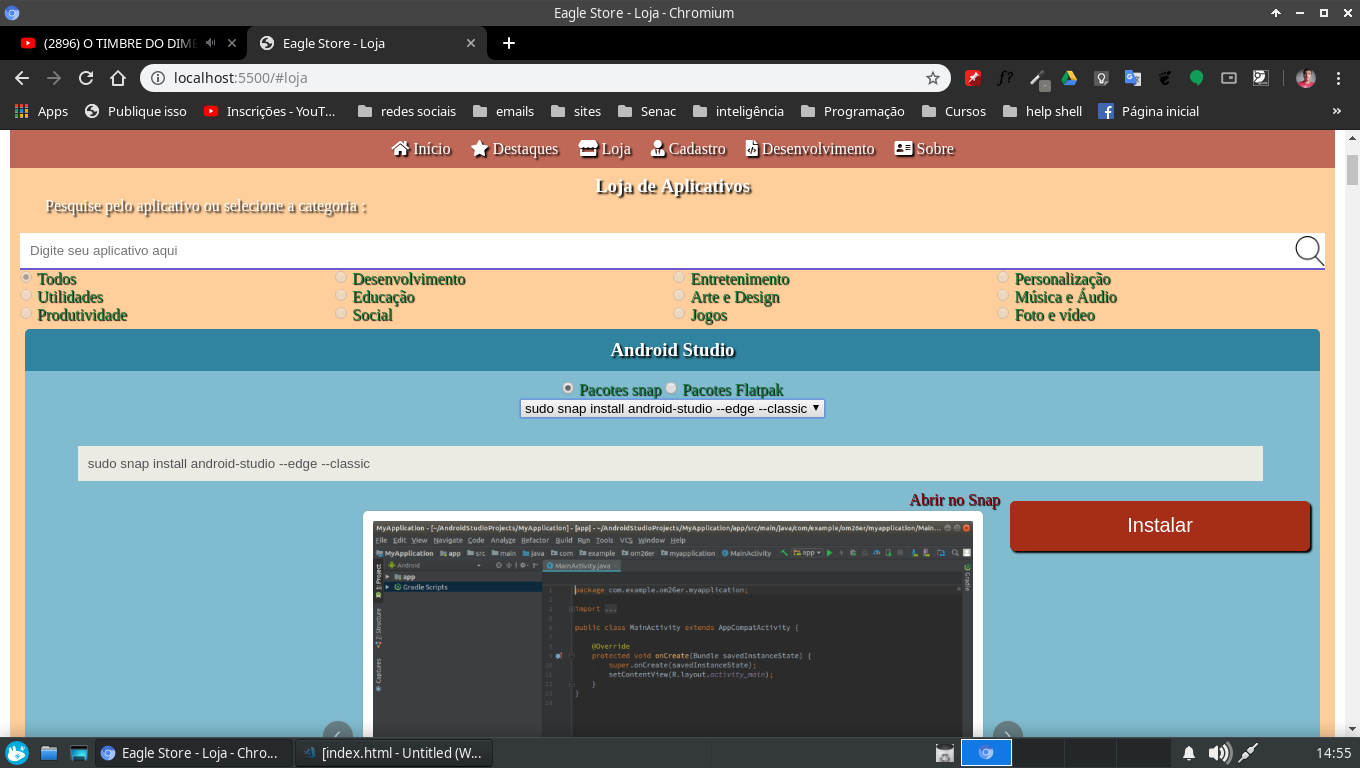 Eagle Store - Loja - Chromium
(2896) O TIMBRE DO DIME
Eagle Store - Loja
localhost:5500/#loja
f?
Apps Publique isso Inscrições - YouT... redes sociais emails sites Senac inteligência Programação Cursos help shell Página inicial »
Início Destaques Loja Cadastro Desenvolvimento Sobre
Loja de Aplicativos
Pesquise pelo aplicativo ou selecione a categoria :
Digite seu aplicativo aqui
Todos Desenvolvimento Entretenimento Personalização
Utilidades Educação Arte e Design Música e Áudio
Produtividade Social Jogos Foto e vídeo
Android Studio
Pacotes snap Pacotes Flatpak
sudo snap install android-studio --edge --classic
sudo snap install android-studio --edge --classic
Abrir no Snap
Instalar
MyApplication - [~/AndroidStudioProjects/MyApplication] - [app] - ~/AndroidStudioProjects/MyApplication/app/src/main/java/com/example/om26er/myapplication/Main...
File Edit View Navigate Code Analyze Refactor Build Run Tools VCS Window Help
MyApplication app src main java com example om26er myapplication MainActivity app
Android MainActivity.java
1: Project
app
Gradle Scripts
Gradle
7: Structure
Captures
package com.example.om26er.myapplication;
import ...
public class MainActivity extends AppCompatActivity {
@Override
protected void onCreate(Bundle savedInstanceState) {
super.onCreate(savedInstanceState);
setContentView(R.layout.activity_main);
}
}
Eagle Store - Loja - Chro... [index.html - Untitled (W... 14:55